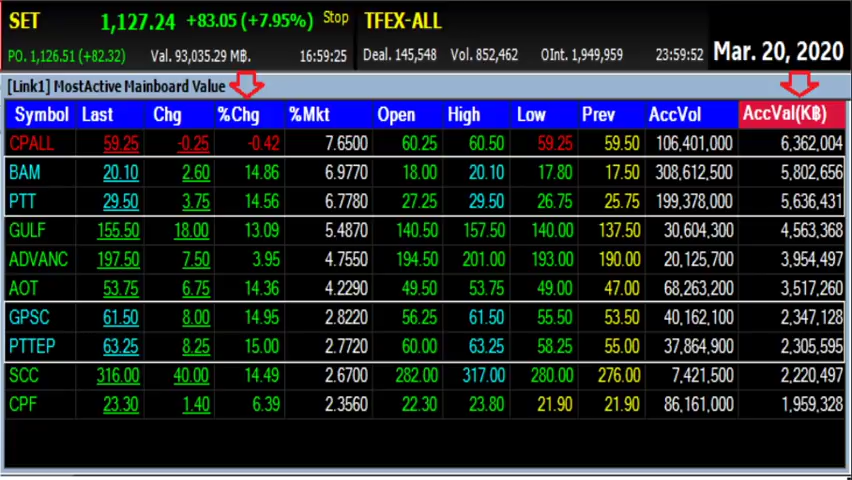 SET 1,127.24 +83.05 (+7.95%) Stop TFEX-ALL
PO. 1,126.51 (+82.32) Val. 93,035.29 M฿. 16:59:25 Deal. 145,548 Vol. 852,462 OInt. 1,949,959 23:59:52 Mar. 20, 2020
[Link1] MostActive Mainboard Value
Symbol Last Chg %Chg %Mkt Open High Low Prev AccVol AccVal(K฿)
CPALL 59.25 -0.25 -0.42 7.6500 60.25 60.50 59.25 59.50 106,401,000 6,362,004
BAM 20.10 2.60 14.86 6.9770 18.00 20.10 17.80 17.50 308,612,500 5,802,656
PTT 29.50 3.75 14.56 6.7780 27.25 29.50 26.75 25.75 199,378,000 5,636,431
GULF 155.50 18.00 13.09 5.4870 140.50 157.50 140.00 137.50 30,604,300 4,563,368
ADVANC 197.50 7.50 3.95 4.7550 194.50 201.00 193.00 190.00 20,125,700 3,954,497
AOT 53.75 6.75 14.36 4.2290 49.50 53.75 49.00 47.00 68,263,200 3,517,260
GPSC 61.50 8.00 14.95 2.8220 56.25 61.50 55.50 53.50 40,162,100 2,347,128
PTTEP 63.25 8.25 15.00 2.7720 60.00 63.25 58.25 55.00 37,864,900 2,305,595
SCC 316.00 40.00 14.49 2.6700 282.00 317.00 280.00 276.00 7,421,500 2,220,497
CPF 23.30 1.40 6.39 2.3560 22.30 23.80 21.90 21.90 86,161,000 1,959,328